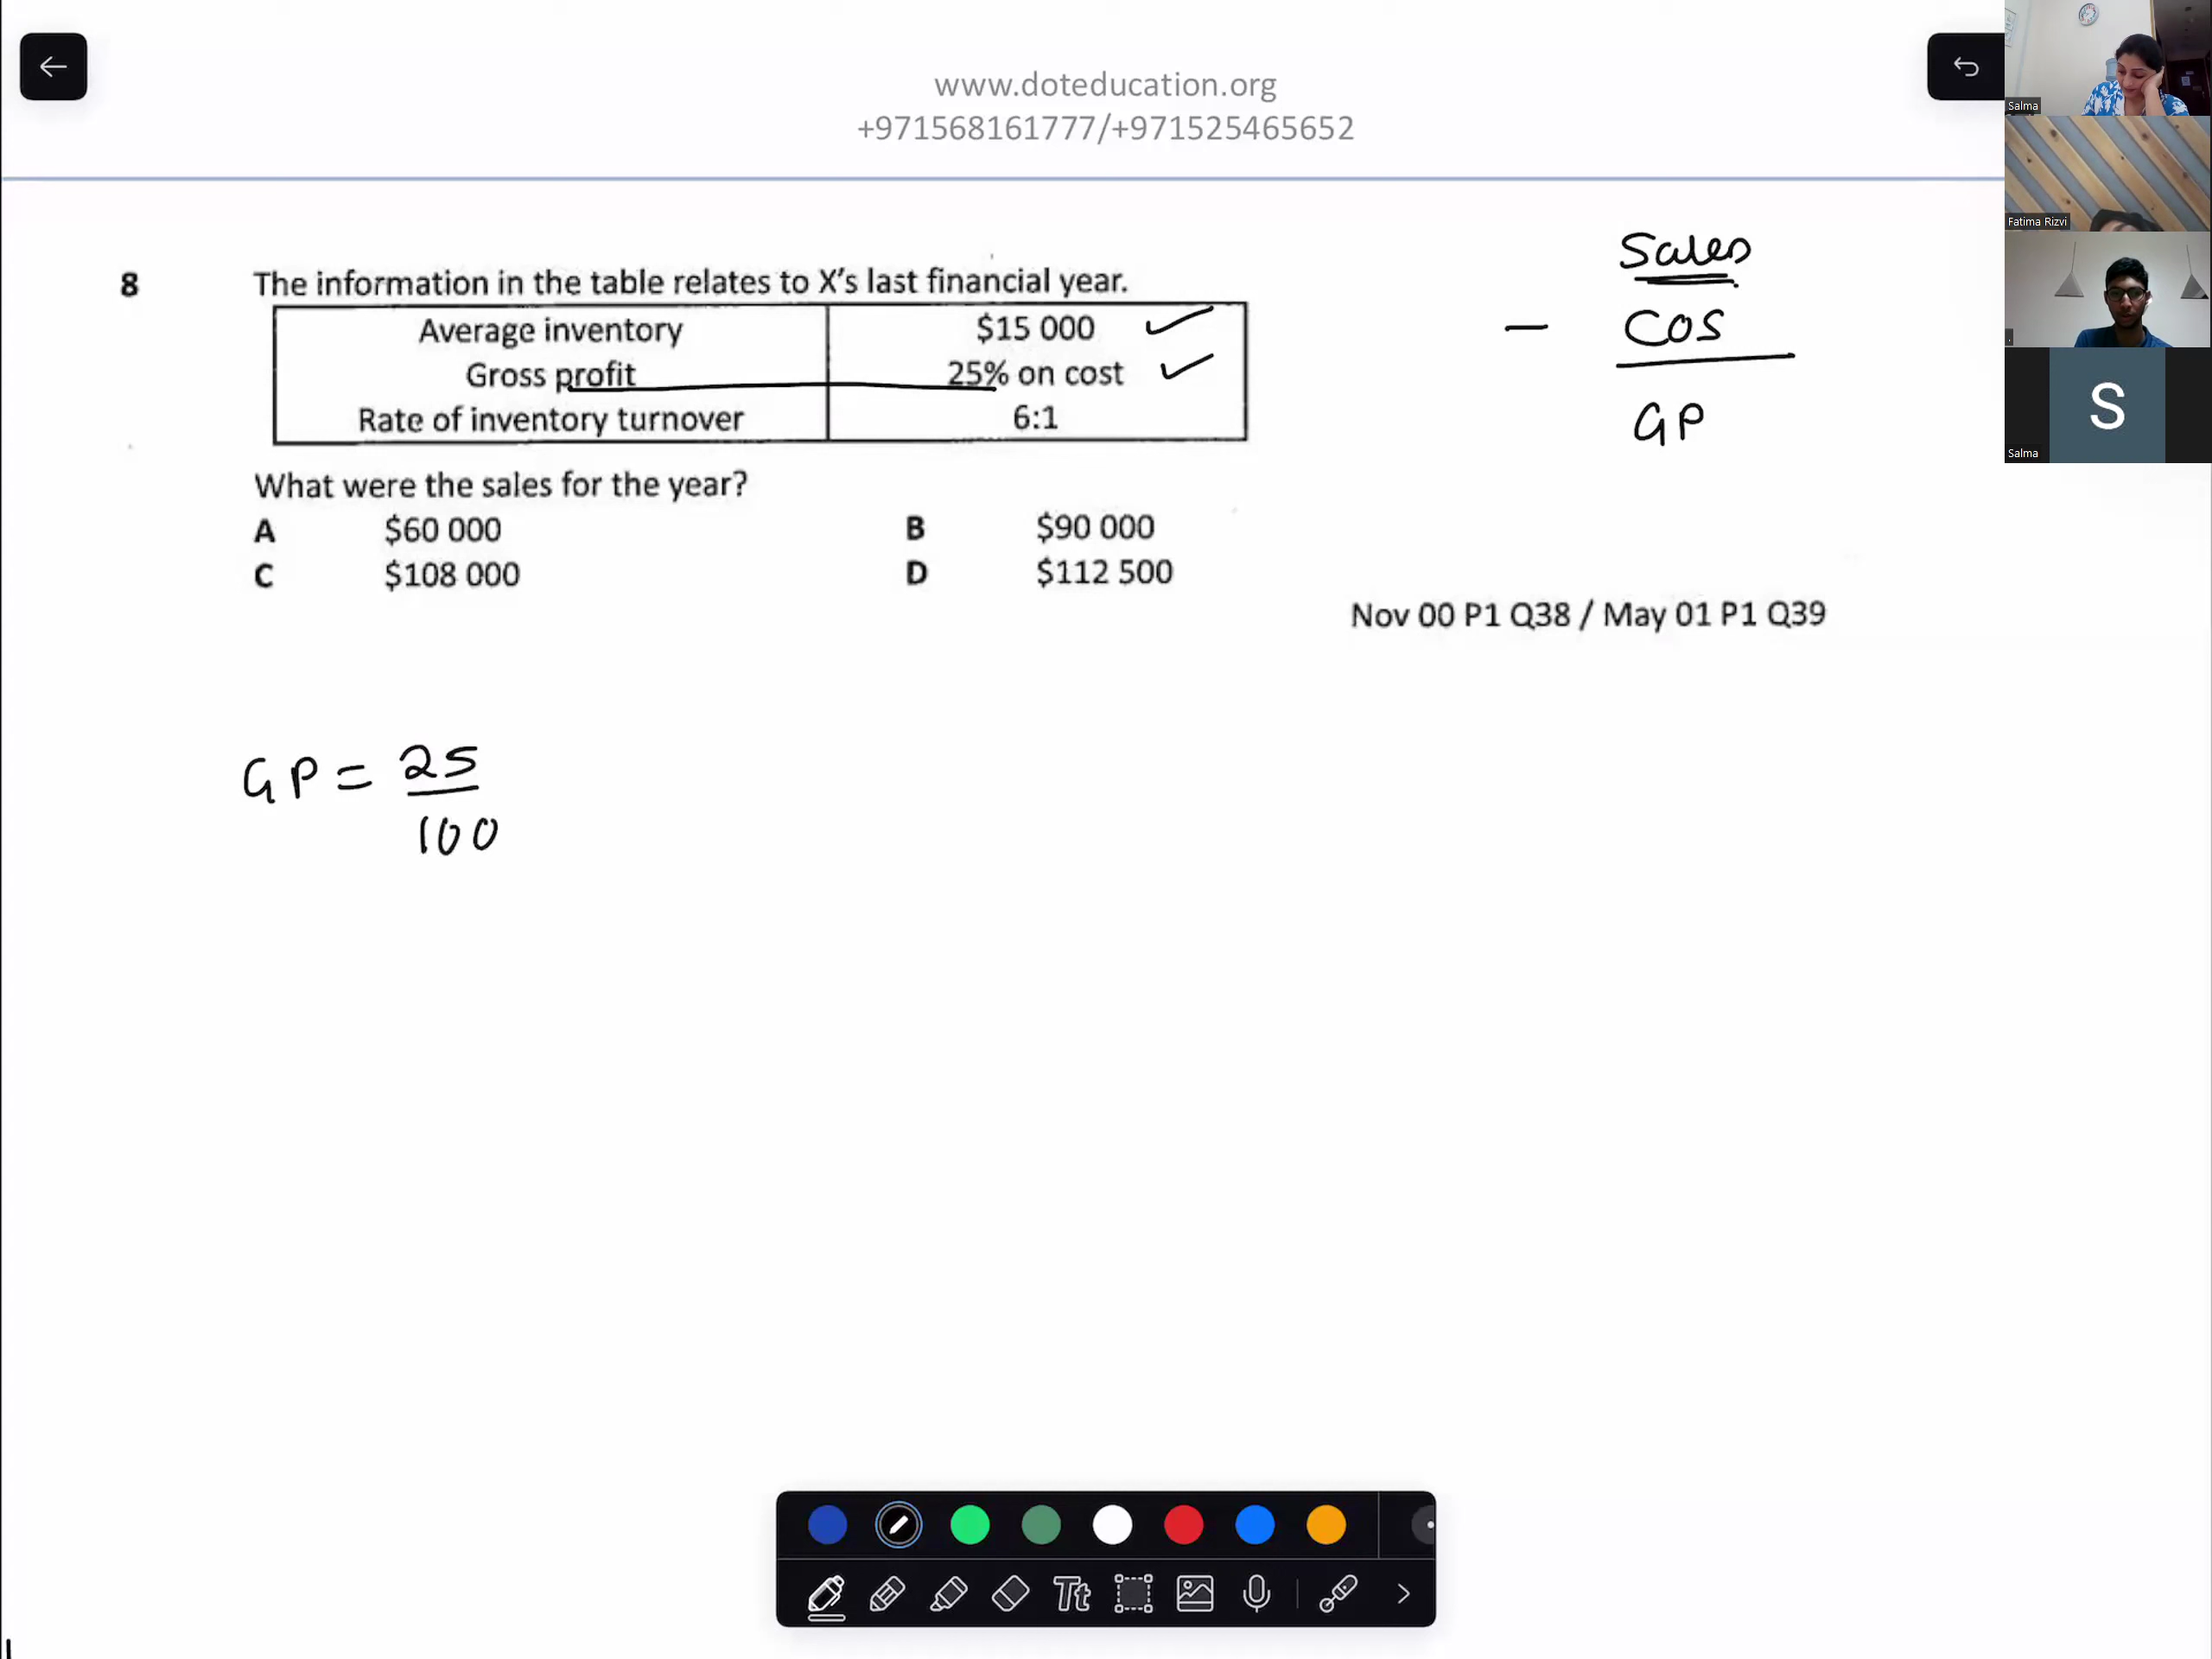 www.doteducation.org
+971568161777/+971525465652
Salma
Fatima Rizvi
S
Salma
8 The information in the table relates to X's last financial year.
Average inventory $15 000
Gross profit 25% on cost
Rate of inventory turnover 6:1
What were the sales for the year?
A $60 000 B $90 000
C $108 000 D $112 500
Nov 00 P1 Q38 / May 01 P1 Q39
Sales
- COS
GP
GP = 25
100
Tt